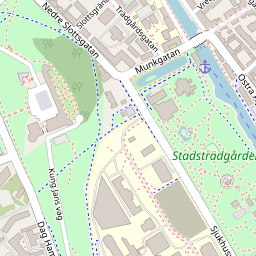 Nedre Slottsgatan
Slottsgränd
Trädgårdsgatan
Munkgatan
Östra Å
Stadsträdgården
Kung Jans väg
Dag Ham
Sjukhus